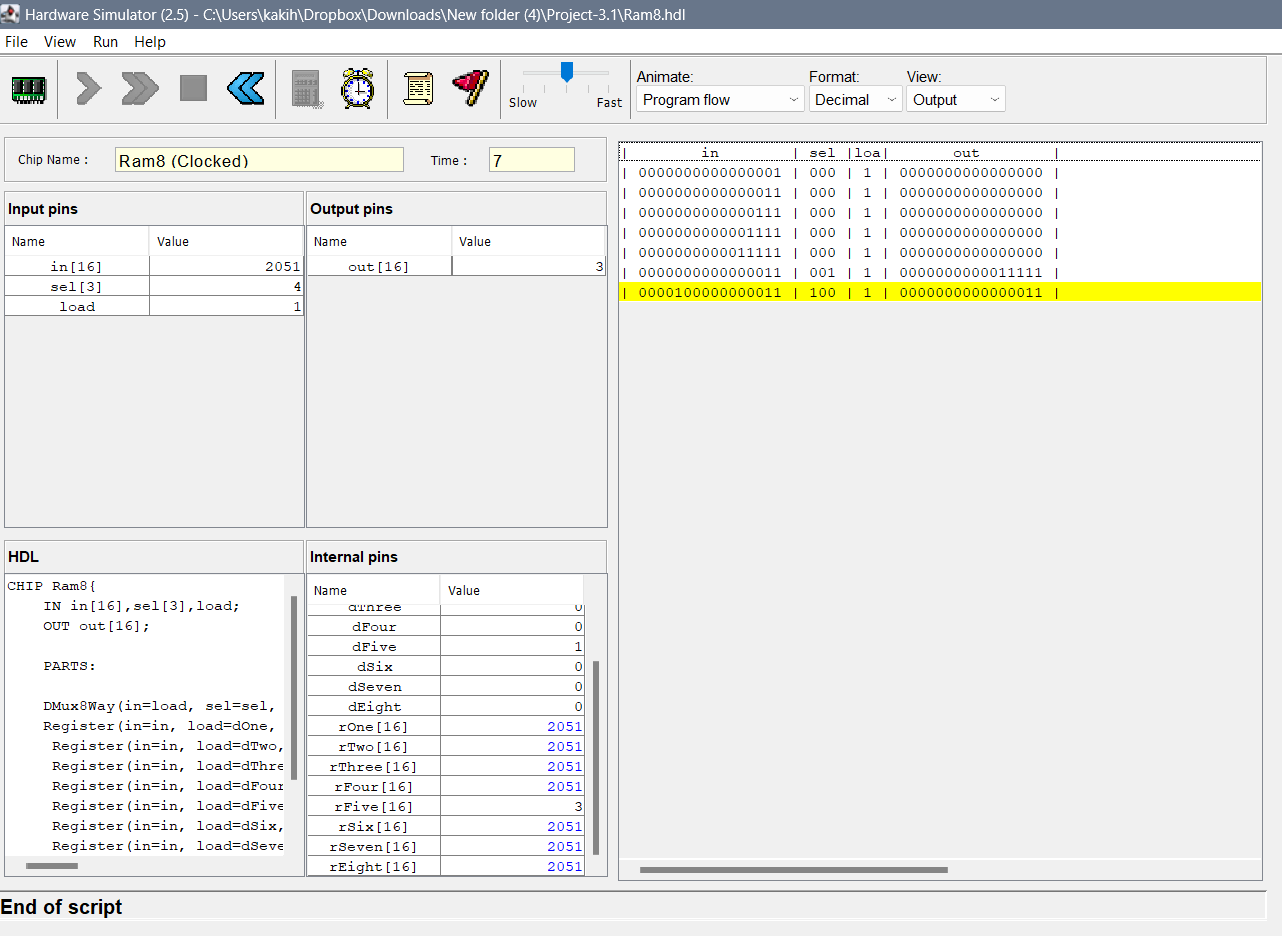 Hardware Simulator (2.5) - C:\Users\kakih\Dropbox\Downloads\New folder (4)\Project-3.1\Ram8.hdl
File View Run Help
Slow Fast
Animate: Format: View:
Program flow Decimal Output
Chip Name : Ram8 (Clocked) Time : 7
Input pins
Name Value
in[16] 2051
sel[3] 4
load 1
Output pins
Name Value
out[16] 3
HDL
CHIP Ram8{
IN in[16],sel[3],load;
OUT out[16];
PARTS:
DMux8Way(in=load, sel=sel,
Register(in=in, load=dOne,
Register(in=in, load=dTwo,
Register(in=in, load=dThre
Register(in=in, load=dFour
Register(in=in, load=dFive
Register(in=in, load=dSix,
Register(in=in, load=dSeve
Internal pins
Name Value
dThree 0
dFour 0
dFive 1
dSix 0
dSeven 0
dEight 0
rOne[16] 2051
rTwo[16] 2051
rThree[16] 2051
rFour[16] 2051
rFive[16] 3
rSix[16] 2051
rSeven[16] 2051
rEight[16] 2051
| in | sel |loa| out |
| 0000000000000001 | 000 | 1 | 0000000000000000 |
| 0000000000000011 | 000 | 1 | 0000000000000000 |
| 0000000000000111 | 000 | 1 | 0000000000000000 |
| 0000000000001111 | 000 | 1 | 0000000000000000 |
| 0000000000011111 | 000 | 1 | 0000000000000000 |
| 0000000000000011 | 001 | 1 | 0000000000011111 |
| 0000100000000011 | 100 | 1 | 0000000000000011 |
End of script